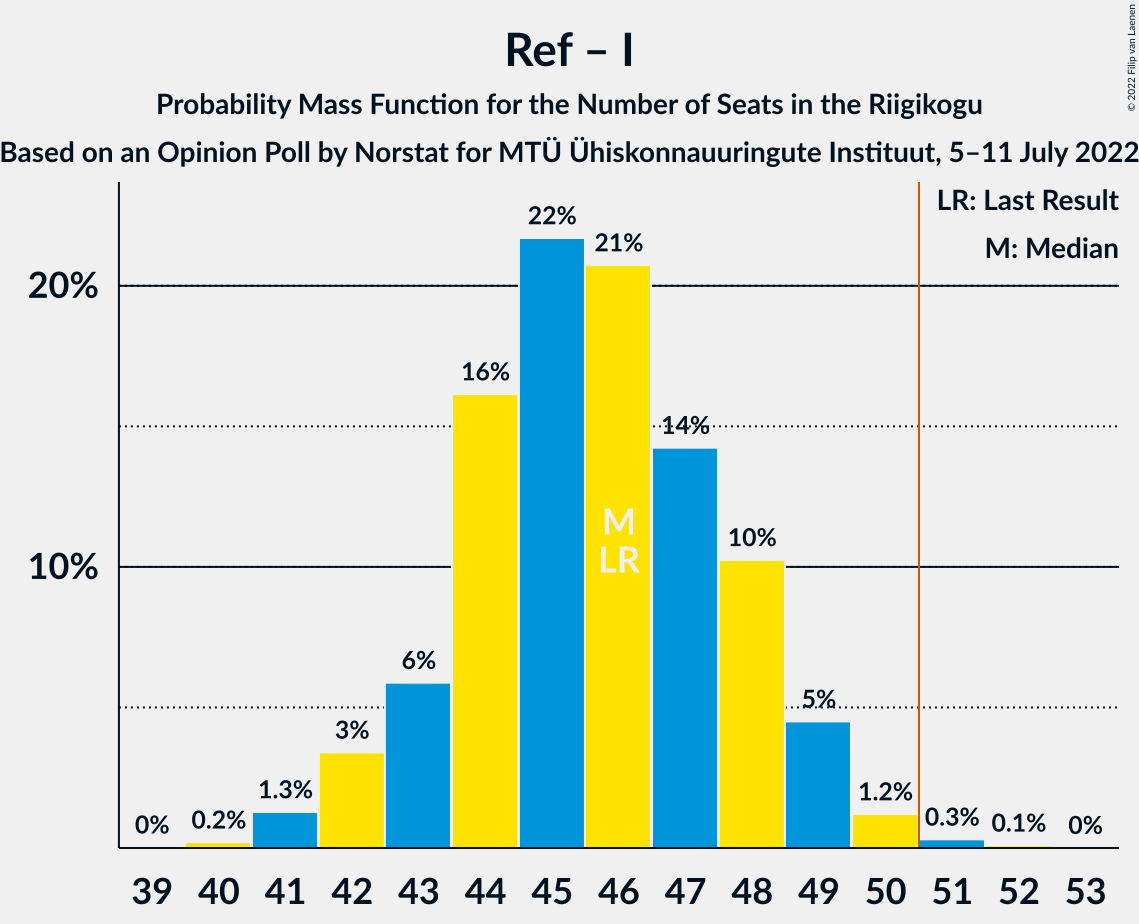 Ref – I
Probability Mass Function for the Number of Seats in the Riigikogu
Based on an Opinion Poll by Norstat for MTÜ Ühiskonnauuringute Instituut, 5–11 July 2022
© 2022 Filip van Laenen
LR: Last Result
M: Median
20%
10%
0%
0.2%
1.3%
3%
6%
16%
22%
21%
14%
10%
5%
1.2%
0.3%
0.1%
0%
M
LR
39 40 41 42 43 44 45 46 47 48 49 50 51 52 53